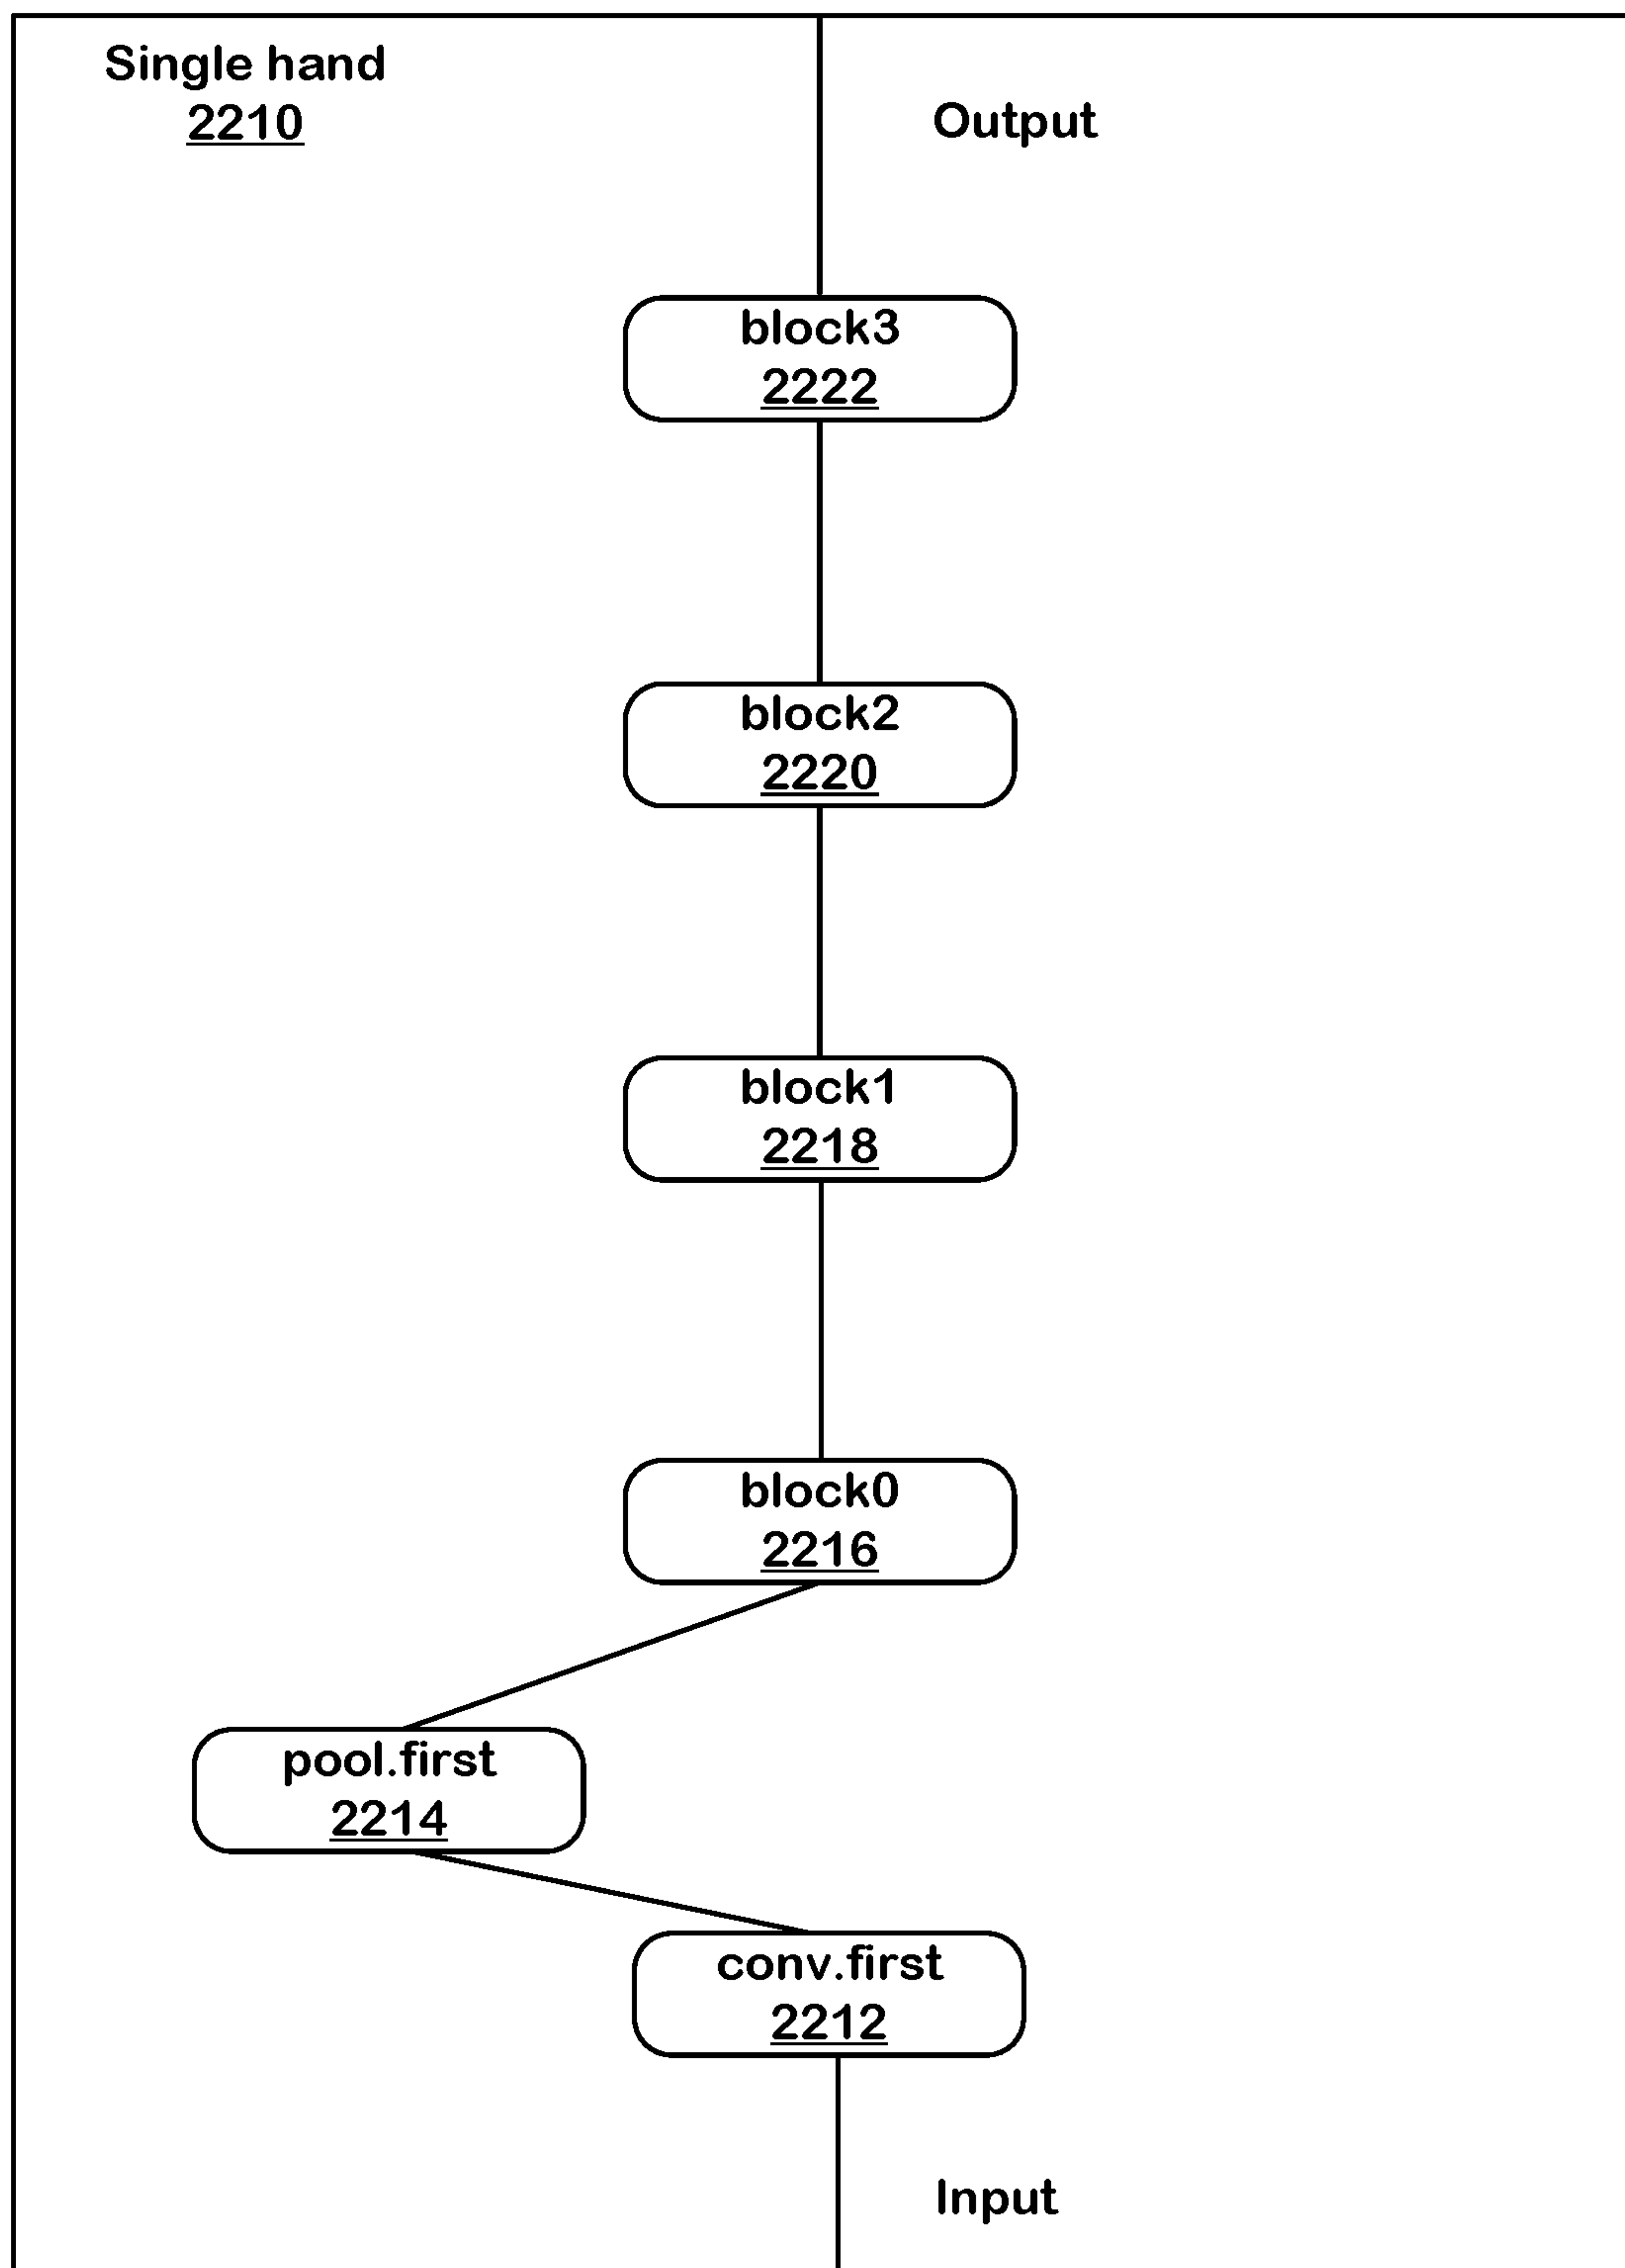 Single hand
2210
Output
block3
2222
block2
2220
block1
2218
block0
2216
pool.first
2214
conv.first
2212
Input